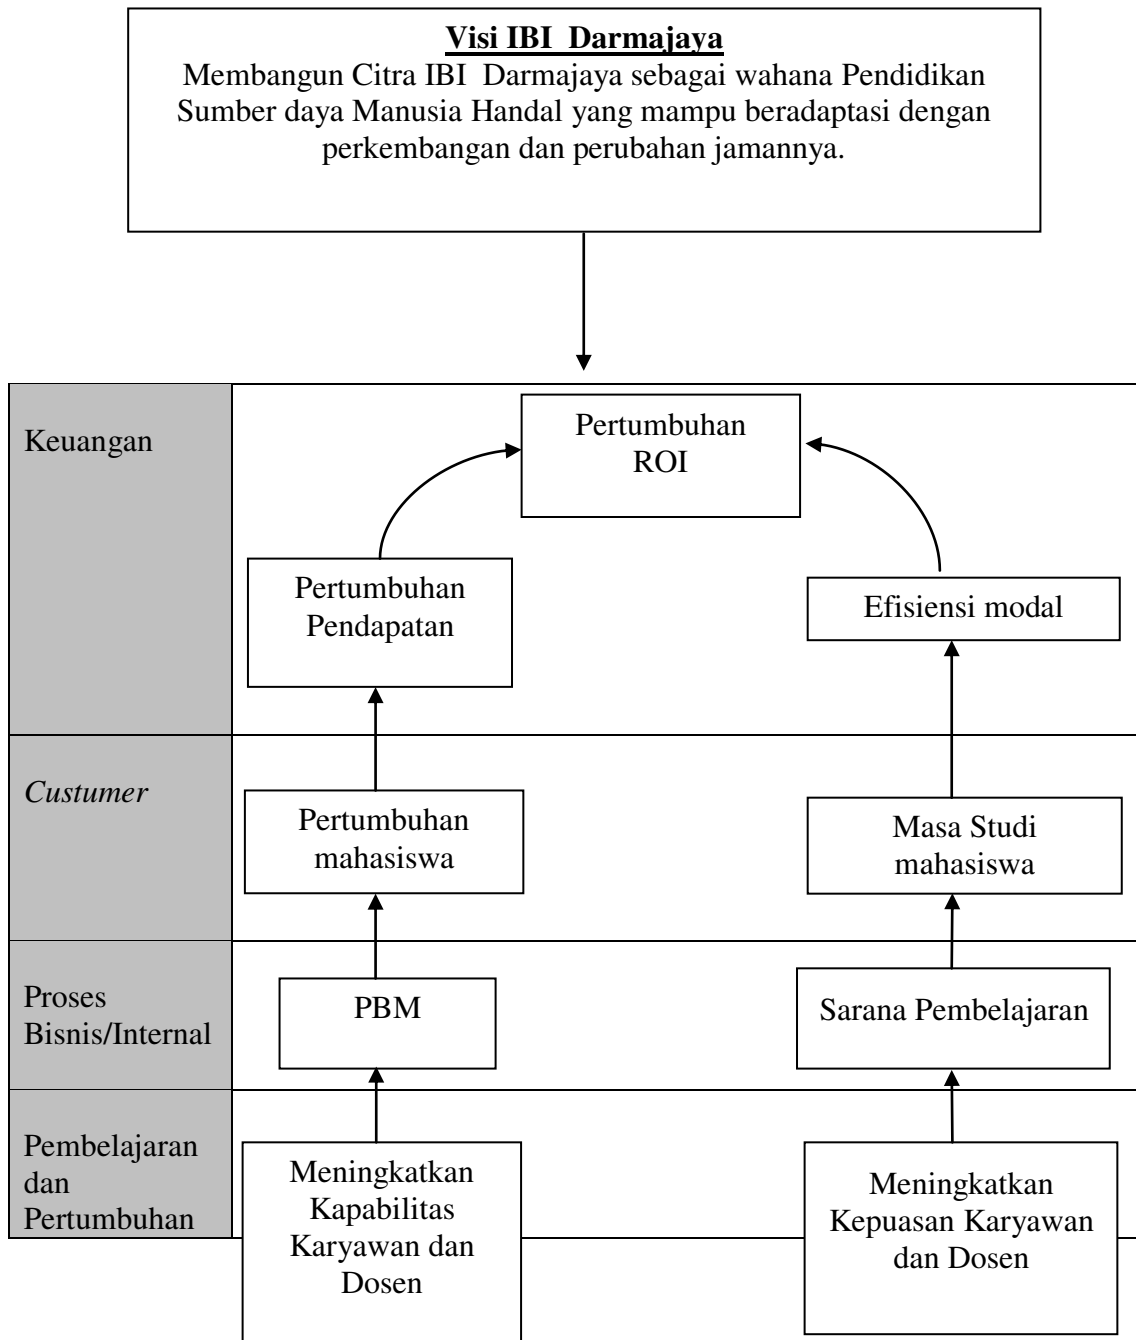 Visi IBI Darmajaya
Membangun Citra IBI Darmajaya sebagai wahana Pendidikan
Sumber daya Manusia Handal yang mampu beradaptasi dengan
perkembangan dan perubahan jamannya.
Keuangan
Pertumbuhan
ROI
Pertumbuhan
Pendapatan
Efisiensi modal
Custumer
Pertumbuhan
mahasiswa
Masa Studi
mahasiswa
Proses
Bisnis/Internal
PBM
Sarana Pembelajaran
Pembelajaran
dan
Pertumbuhan
Meningkatkan
Kapabilitas
Karyawan dan
Dosen
Meningkatkan
Kepuasan Karyawan
dan Dosen